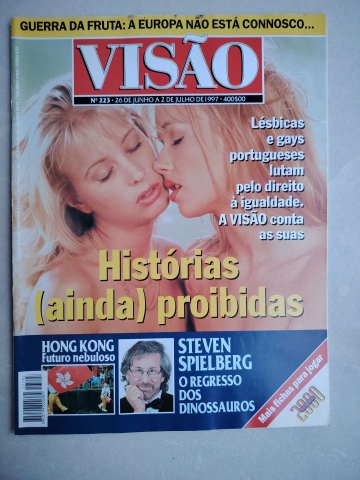 GUERRA DA FRUTA: A EUROPA NÃO ESTÁ CONNOSCO...
VISÃO
Nº 223 · 26 DE JUNHO A 2 DE JULHO DE 1997 · 400$00
Lésbicas
e gays
portugueses
lutam
pelo direito
à igualdade.
A VISÃO conta
as suas
Histórias
(ainda) proibidas
HONG KONG
Futuro nebuloso
STEVEN
SPIELBERG
O REGRESSO
DOS
DINOSSAUROS
Mais fichas para jogar